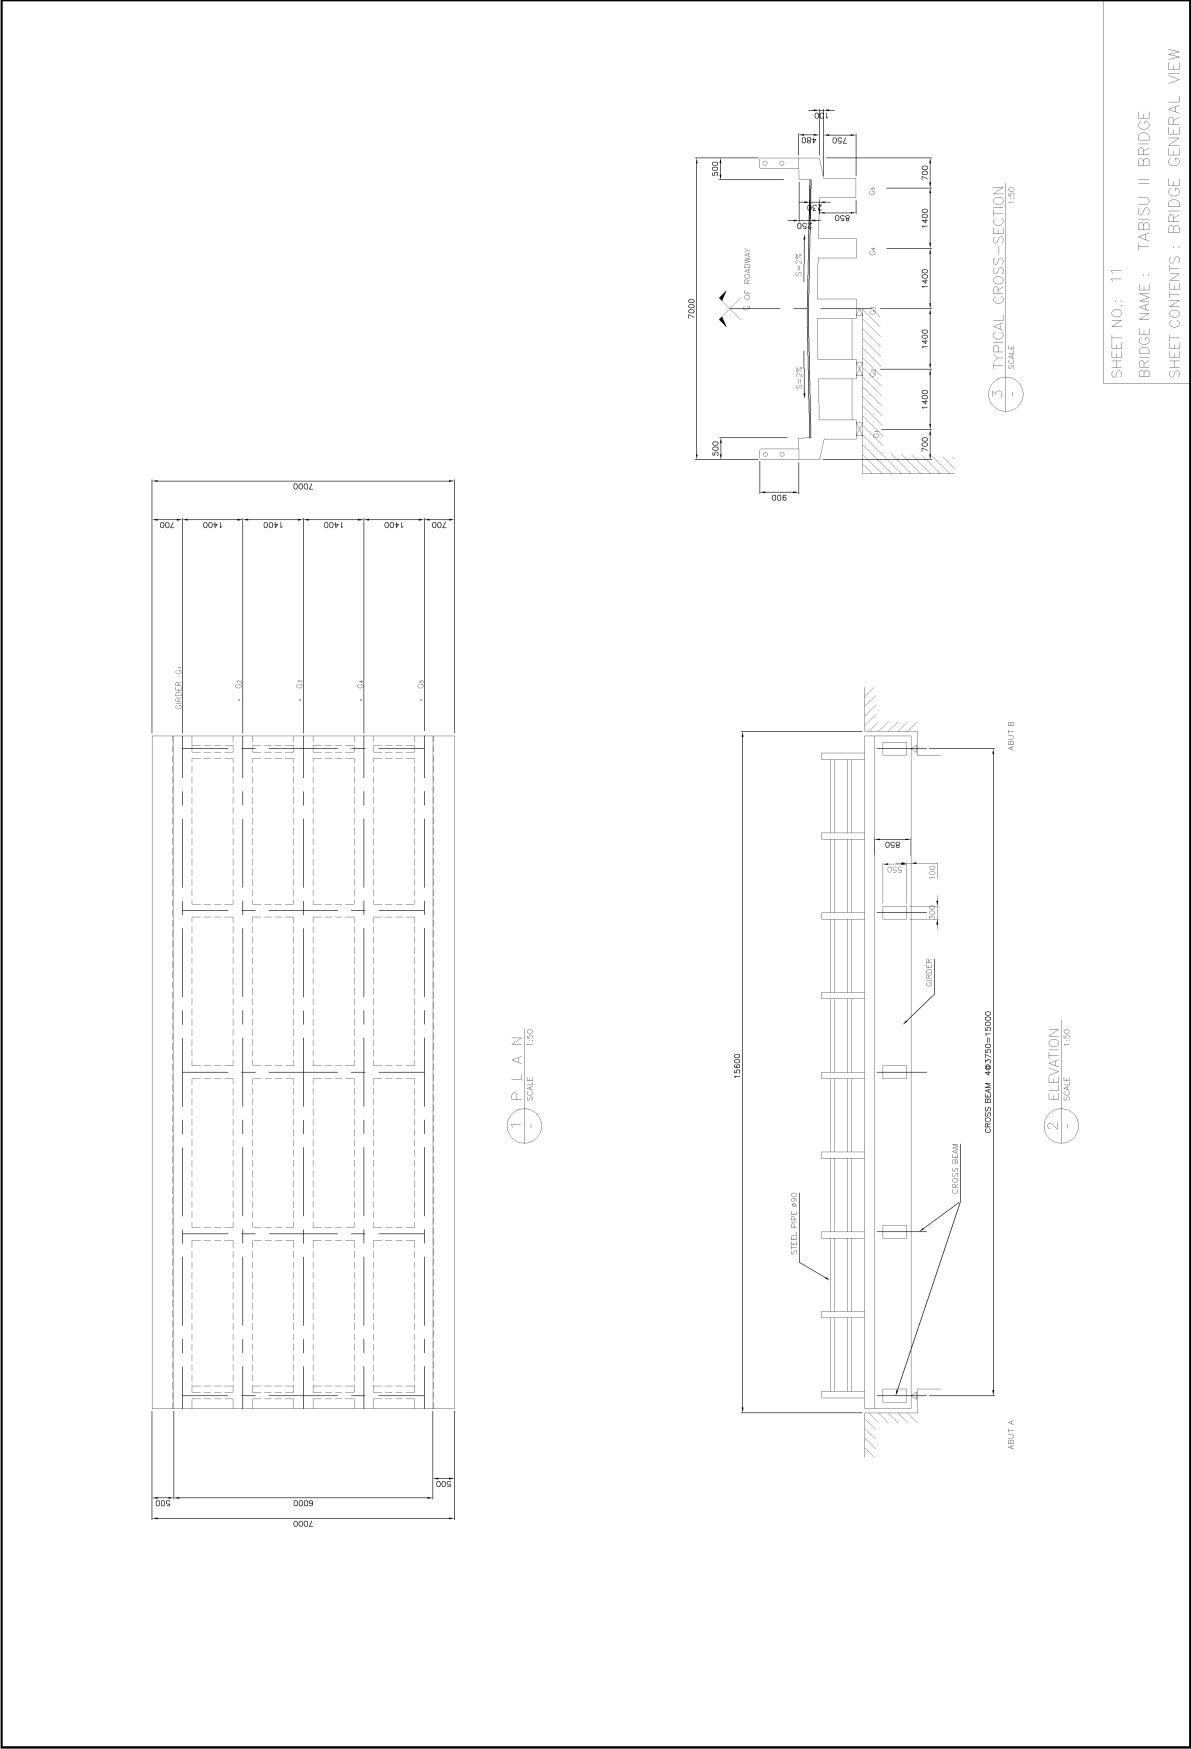 7000
700
1400
1400
1400
1400
700
GIRDER G1
" G2
" G3
" G4
" G5
500
6000
500
7000
1
-
P L A N
SCALE 1:50
15600
STEEL PIPE ø90
GIRDER
CROSS BEAM
850
550
100
300
CROSS BEAM 4@3750=15000
ABUT A
ABUT B
2
-
ELEVATION
SCALE 1:50
7000
500
500
900
480
100
750
250
230
850
S=2%
S=2%
℄ OF ROADWAY
G1
G2
G3
G4
G5
700
1400
1400
1400
1400
700
3
-
TYPICAL CROSS-SECTION
SCALE 1:50
SHEET NO.: 11
BRIDGE NAME : TABISU II BRIDGE
SHEET CONTENTS : BRIDGE GENERAL VIEW